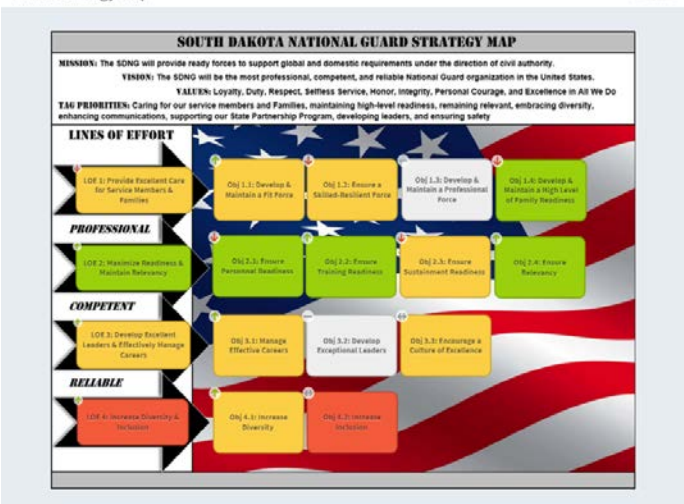 SOUTH DAKOTA NATIONAL GUARD STRATEGY MAP
MISSION: The SDNG will provide ready forces to support global and domestic requirements under the direction of civil authority.
VISION: The SDNG will be the most professional, competent, and reliable National Guard organization in the United States.
VALUES: Loyalty, Duty, Respect, Selfless Service, Honor, Integrity, Personal Courage, and Excellence in All We Do
TAG PRIORITIES: Caring for our service members and Families, maintaining high-level readiness, remaining relevant, embracing diversity,
enhancing communications, supporting our State Partnership Program, developing leaders, and ensuring safety
LINES OF EFFORT
LOE 1: Provide Excellent Care
for Service Members &
Families
Obj 1.1: Develop &
Maintain a Fit Force
Obj 1.2: Ensure a
Skilled-Resilient Force
Obj 1.3: Develop &
Maintain a Professional
Force
Obj 1.4: Develop &
Maintain a High Level
of Family Readiness
PROFESSIONAL
LOE 2: Maximize Readiness &
Maintain Relevancy
Obj 2.1: Ensure
Personnel Readiness
Obj 2.2: Ensure
Training Readiness
Obj 2.3: Ensure
Sustainment Readiness
Obj 2.4: Ensure
Relevancy
COMPETENT
LOE 3: Develop Excellent
Leaders & Effectively Manage
Careers
Obj 3.1: Manage
Effective Careers
Obj 3.2: Develop
Exceptional Leaders
Obj 3.3: Encourage a
Culture of Excellence
RELIABLE
LOE 4: Increase Diversity &
Inclusion
Obj 4.1: Increase
Diversity
Increase
Inclusion